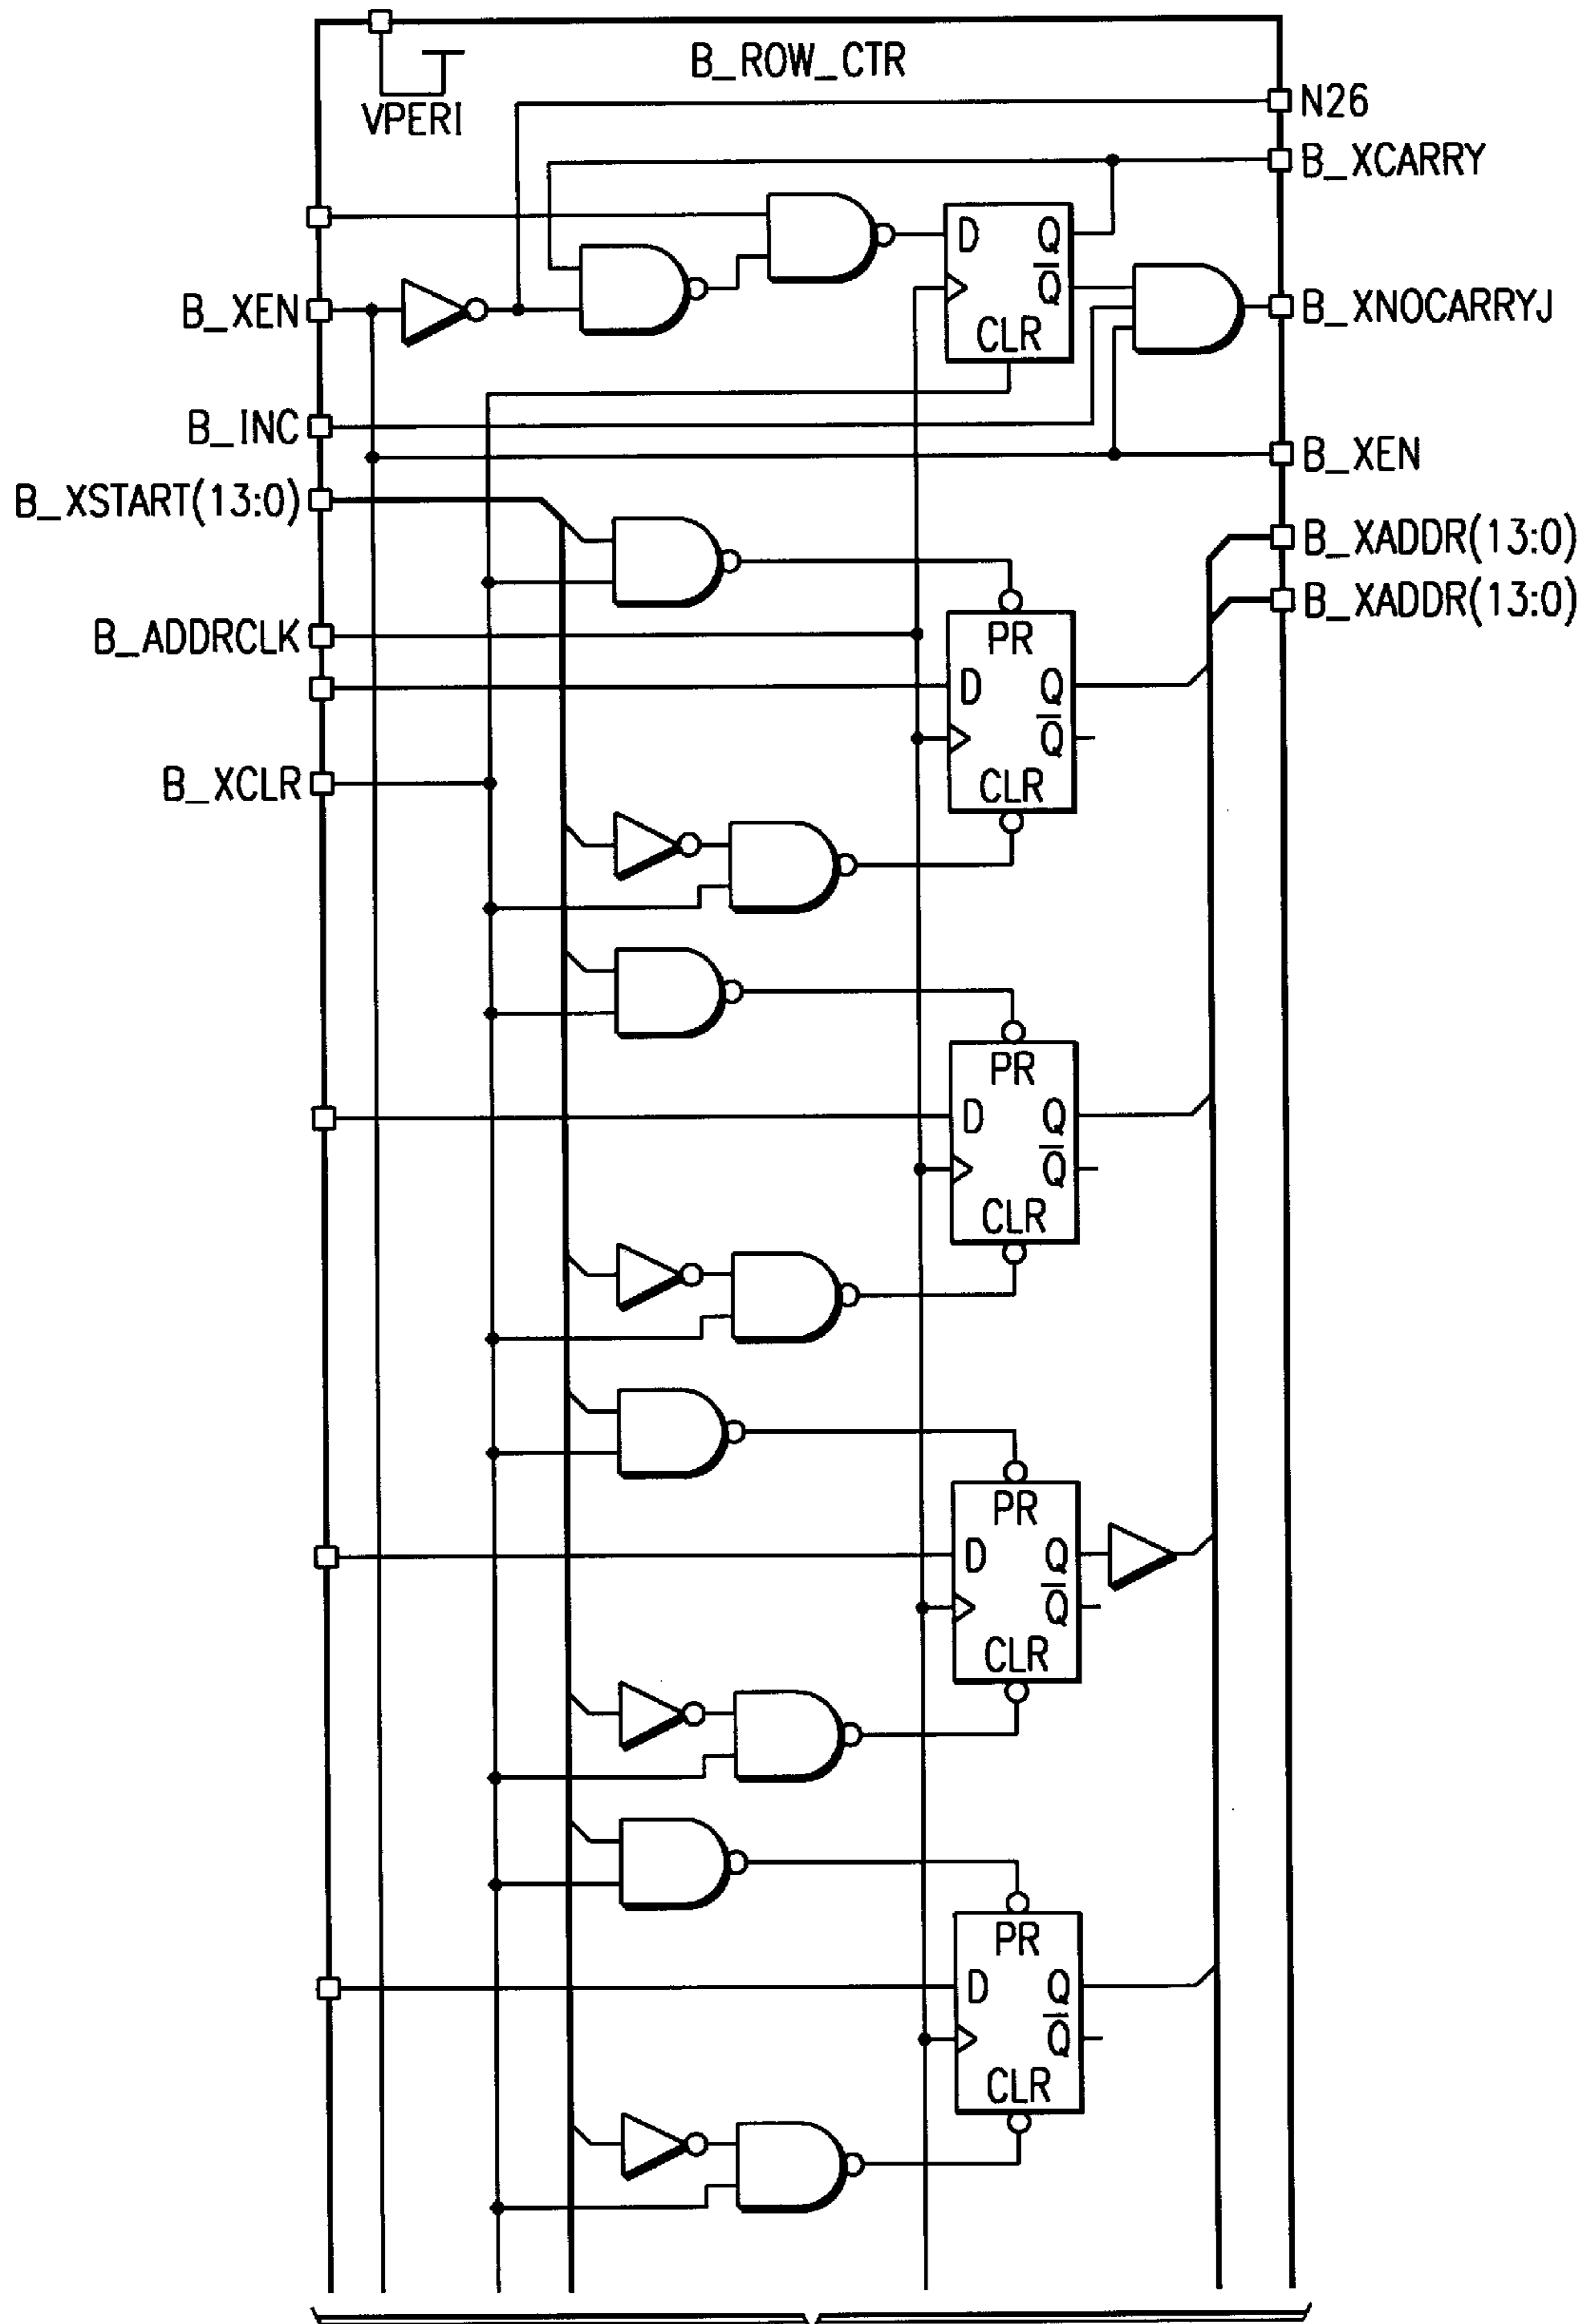 B_ROW_CTR
VPERI
N26
B_XCARRY
D Q
Q̅
CLR
B_XEN
B_XNOCARRYJ
B_INC
B_XEN
B_XSTART(13:0)
B_XADDR(13:0)
B_XADDR(13:0)
B_ADDRCLK
PR
D Q
Q̅
CLR
B_XCLR
PR
D Q
Q̅
CLR
PR
D Q
Q̅
CLR
PR
D Q
Q̅
CLR